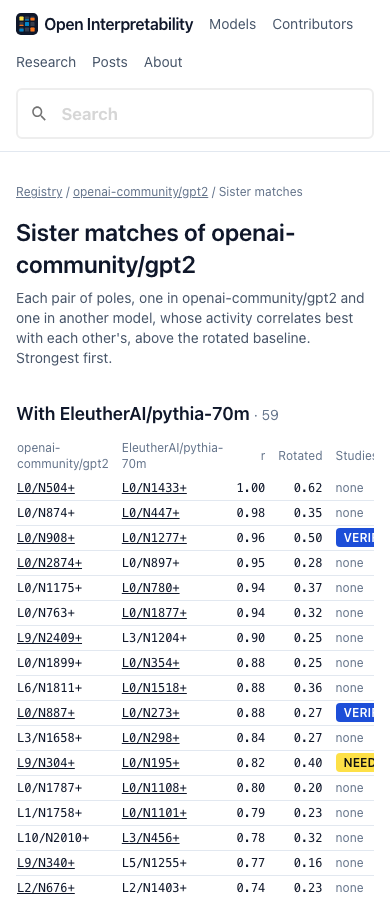 Open Interpretability Models Contributors
Research Posts About
Search
Registry / openai-community/gpt2 / Sister matches
Sister matches of openai-
community/gpt2
Each pair of poles, one in openai-community/gpt2 and
one in another model, whose activity correlates best
with each other's, above the rotated baseline.
Strongest first.
With EleutherAI/pythia-70m · 59
openai-
community/gpt2 EleutherAI/pythia-
70m r Rotated Studies
L0/N504+ L0/N1433+ 1.00 0.62 none
L0/N874+ L0/N447+ 0.98 0.35 none
L0/N908+ L0/N1277+ 0.96 0.50 VERI
L0/N2874+ L0/N897+ 0.95 0.28 none
L0/N1175+ L0/N780+ 0.94 0.37 none
L0/N763+ L0/N1877+ 0.94 0.32 none
L9/N2409+ L3/N1204+ 0.90 0.25 none
L0/N1899+ L0/N354+ 0.88 0.25 none
L6/N1811+ L0/N1518+ 0.88 0.36 none
L0/N887+ L0/N273+ 0.88 0.27 VERI
L3/N1658+ L0/N298+ 0.84 0.27 none
L9/N304+ L0/N195+ 0.82 0.40 NEED
L0/N1787+ L0/N1108+ 0.80 0.20 none
L1/N1758+ L0/N1101+ 0.79 0.23 none
L10/N2010+ L3/N456+ 0.78 0.32 none
L9/N340+ L5/N1255+ 0.77 0.16 none
L2/N676+ L2/N1403+ 0.74 0.23 none